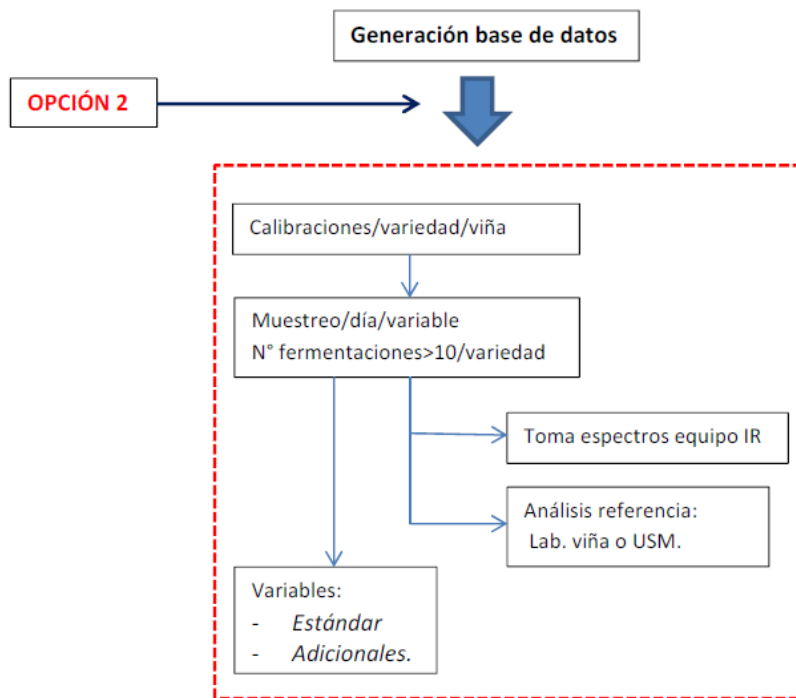 Generación base de datos
OPCIÓN 2
Calibraciones/variedad/viña
Muestreo/día/variable
N° fermentaciones>10/variedad
Toma espectros equipo IR
Análisis referencia:
Lab. viña o USM.
Variables:
- Estándar
- Adicionales.